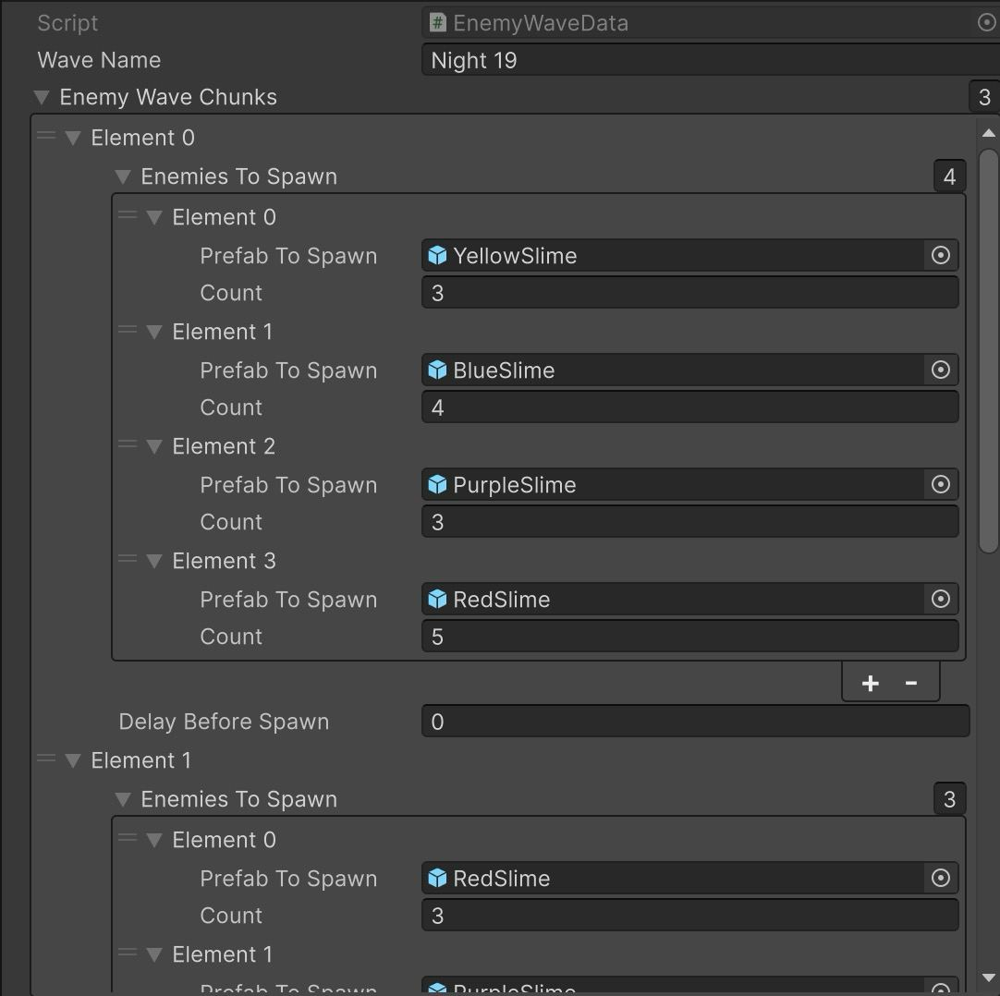 Script # EnemyWaveData
Wave Name Night 19
Enemy Wave Chunks 3
Element 0
Enemies To Spawn 4
Element 0
Prefab To Spawn YellowSlime
Count 3
Element 1
Prefab To Spawn BlueSlime
Count 4
Element 2
Prefab To Spawn PurpleSlime
Count 3
Element 3
Prefab To Spawn RedSlime
Count 5
+ -
Delay Before Spawn 0
Element 1
Enemies To Spawn 3
Element 0
Prefab To Spawn RedSlime
Count 3
Element 1
Prefab To Spawn PurpleSlime